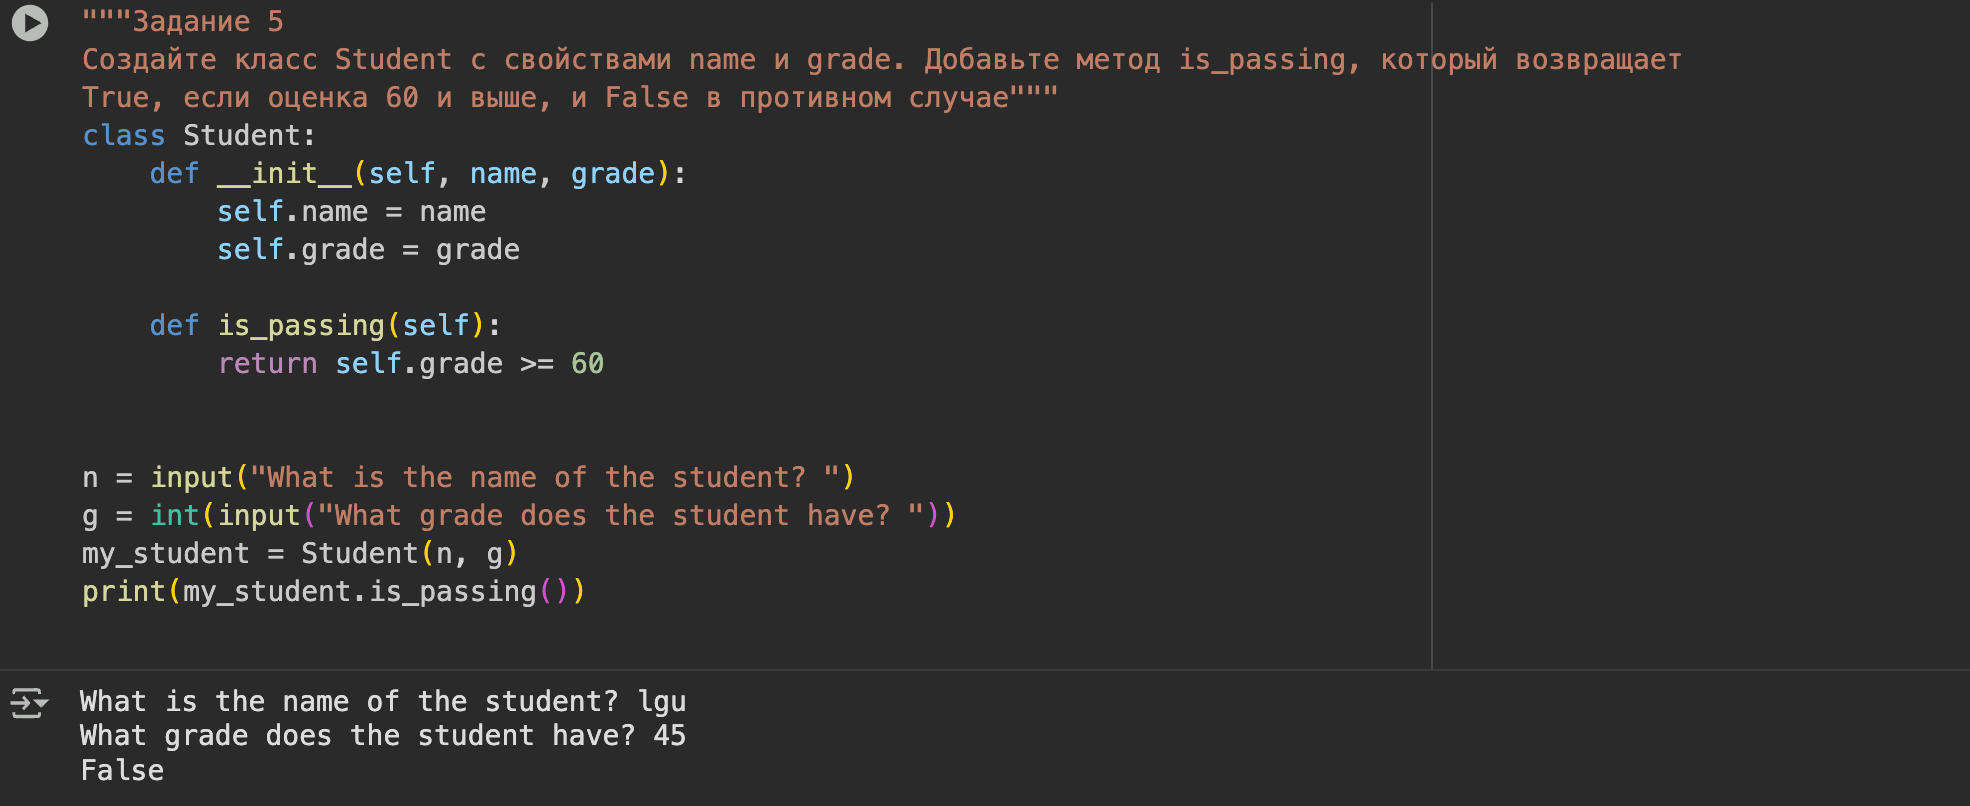 """Задание 5
Создайте класс Student с свойствами name и grade. Добавьте метод is_passing, который возвращает
True, если оценка 60 и выше, и False в противном случае"""
class Student:
    def __init__(self, name, grade):
        self.name = name
        self.grade = grade

    def is_passing(self):
        return self.grade >= 60


n = input("What is the name of the student? ")
g = int(input("What grade does the student have? "))
my_student = Student(n, g)
print(my_student.is_passing())

What is the name of the student? lgu
What grade does the student have? 45
False